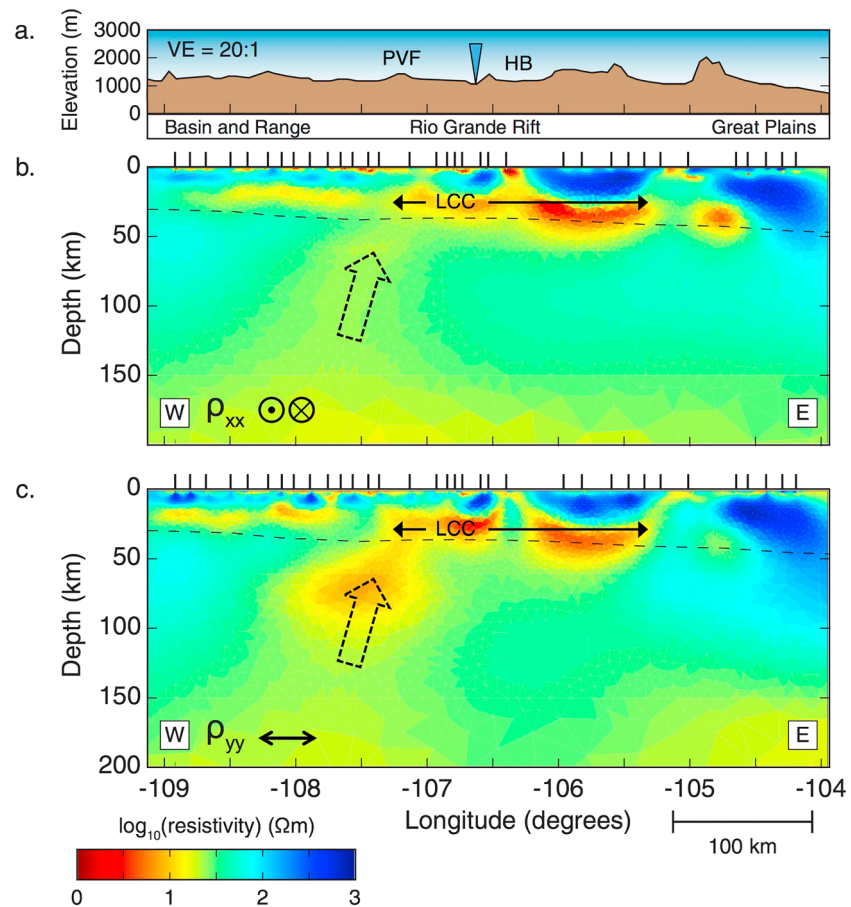 a.
Elevation (m)
3000
2000
1000
0
VE = 20:1
PVF
HB
Basin and Range
Rio Grande Rift
Great Plains
b.
Depth (km)
0
50
100
150
LCC
W
ρxx
E
c.
Depth (km)
0
50
100
150
200
LCC
W
ρyy
E
-109
-108
-107
-106
-105
-104
Longitude (degrees)
100 km
log10(resistivity) (Ωm)
0
1
2
3